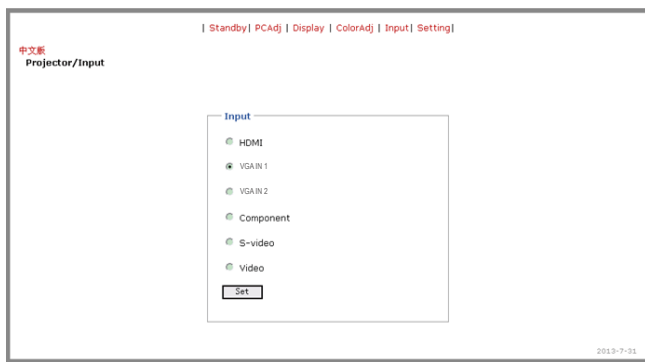 | Standby| PCAdj | Display | ColorAdj | Input| Setting|
中文版
Projector/Input
Input
HDMI
VGA IN 1
VGA IN 2
Component
S-video
Video
Set
2013-7-31